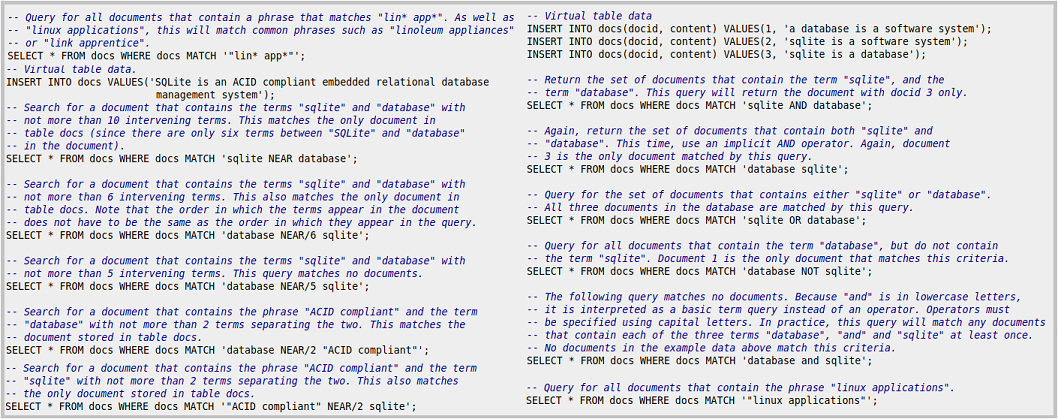 -- Query for all documents that contain a phrase that matches "lin* app*". As well as
-- "linux applications", this will match common phrases such as "linoleum appliances"
-- or "link apprentice".
SELECT * FROM docs WHERE docs MATCH '"lin* app*"';
-- Virtual table data.
INSERT INTO docs VALUES('SQLite is an ACID compliant embedded relational database
management system');
-- Search for a document that contains the terms "sqlite" and "database" with
-- not more than 10 intervening terms. This matches the only document in
-- table docs (since there are only six terms between "SQLite" and "database"
-- in the document).
SELECT * FROM docs WHERE docs MATCH 'sqlite NEAR database';
-- Search for a document that contains the terms "sqlite" and "database" with
-- not more than 6 intervening terms. This also matches the only document in
-- table docs. Note that the order in which the terms appear in the document
-- does not have to be the same as the order in which they appear in the query.
SELECT * FROM docs WHERE docs MATCH 'database NEAR/6 sqlite';
-- Search for a document that contains the terms "sqlite" and "database" with
-- not more than 5 intervening terms. This query matches no documents.
SELECT * FROM docs WHERE docs MATCH 'database NEAR/5 sqlite';
-- Search for a document that contains the phrase "ACID compliant" and the term
-- "database" with not more than 2 terms separating the two. This matches the
-- document stored in table docs.
SELECT * FROM docs WHERE docs MATCH 'database NEAR/2 "ACID compliant"';
-- Search for a document that contains the phrase "ACID compliant" and the term
-- "sqlite" with not more than 2 terms separating the two. This also matches
-- the only document stored in table docs.
SELECT * FROM docs WHERE docs MATCH '"ACID compliant" NEAR/2 sqlite';
-- Virtual table data
INSERT INTO docs(docid, content) VALUES(1, 'a database is a software system');
INSERT INTO docs(docid, content) VALUES(2, 'sqlite is a software system');
INSERT INTO docs(docid, content) VALUES(3, 'sqlite is a database');
-- Return the set of documents that contain the term "sqlite", and the
-- term "database". This query will return the document with docid 3 only.
SELECT * FROM docs WHERE docs MATCH 'sqlite AND database';
-- Again, return the set of documents that contain both "sqlite" and
-- "database". This time, use an implicit AND operator. Again, document
-- 3 is the only document matched by this query.
SELECT * FROM docs WHERE docs MATCH 'database sqlite';
-- Query for the set of documents that contains either "sqlite" or "database".
-- All three documents in the database are matched by this query.
SELECT * FROM docs WHERE docs MATCH 'sqlite OR database';
-- Query for all documents that contain the term "database", but do not contain
-- the term "sqlite". Document 1 is the only document that matches this criteria.
SELECT * FROM docs WHERE docs MATCH 'database NOT sqlite';
-- The following query matches no documents. Because "and" is in lowercase letters,
-- it is interpreted as a basic term query instead of an operator. Operators must
-- be specified using capital letters. In practice, this query will match any documents
-- that contain each of the three terms "database", "and" and "sqlite" at least once.
-- No documents in the example data above match this criteria.
SELECT * FROM docs WHERE docs MATCH 'database and sqlite';
-- Query for all documents that contain the phrase "linux applications".
SELECT * FROM docs WHERE docs MATCH '"linux applications"';